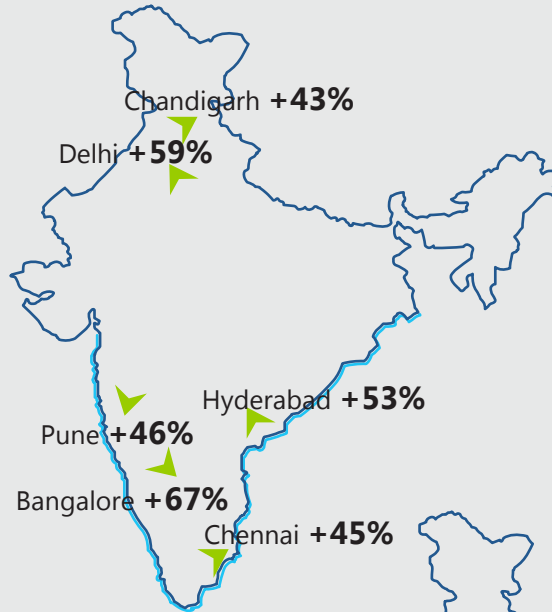 Chandigarh +43%
Delhi +59%
Hyderabad +53%
Pune +46%
Bangalore +67%
Chennai +45%